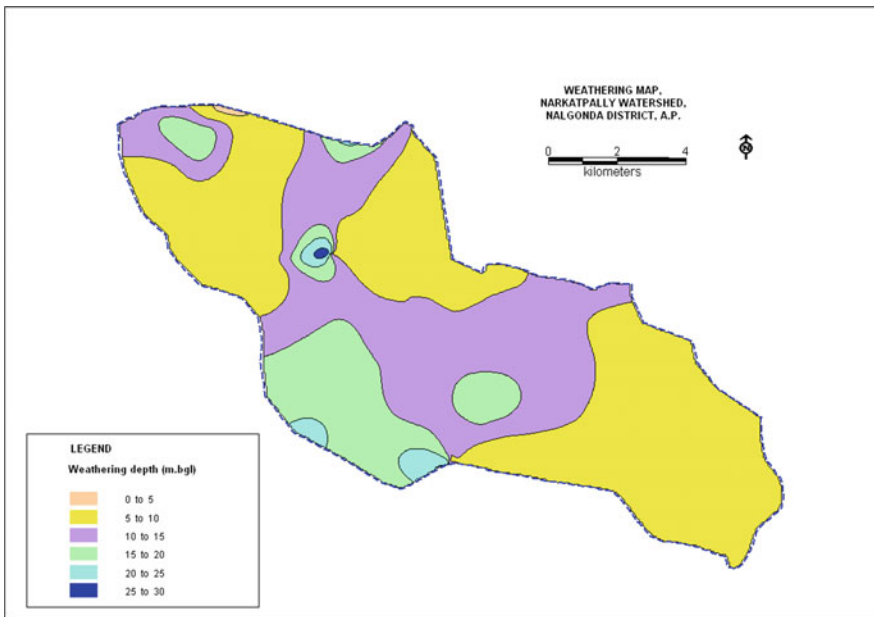 WEATHERING MAP,
NARKATPALLY WATERSHED,
NALGONDA DISTRICT, A.P.
N
0 2 4
kilometers
LEGEND
Weathering depth (m.bgl)
0 to 5
5 to 10
10 to 15
15 to 20
20 to 25
25 to 30